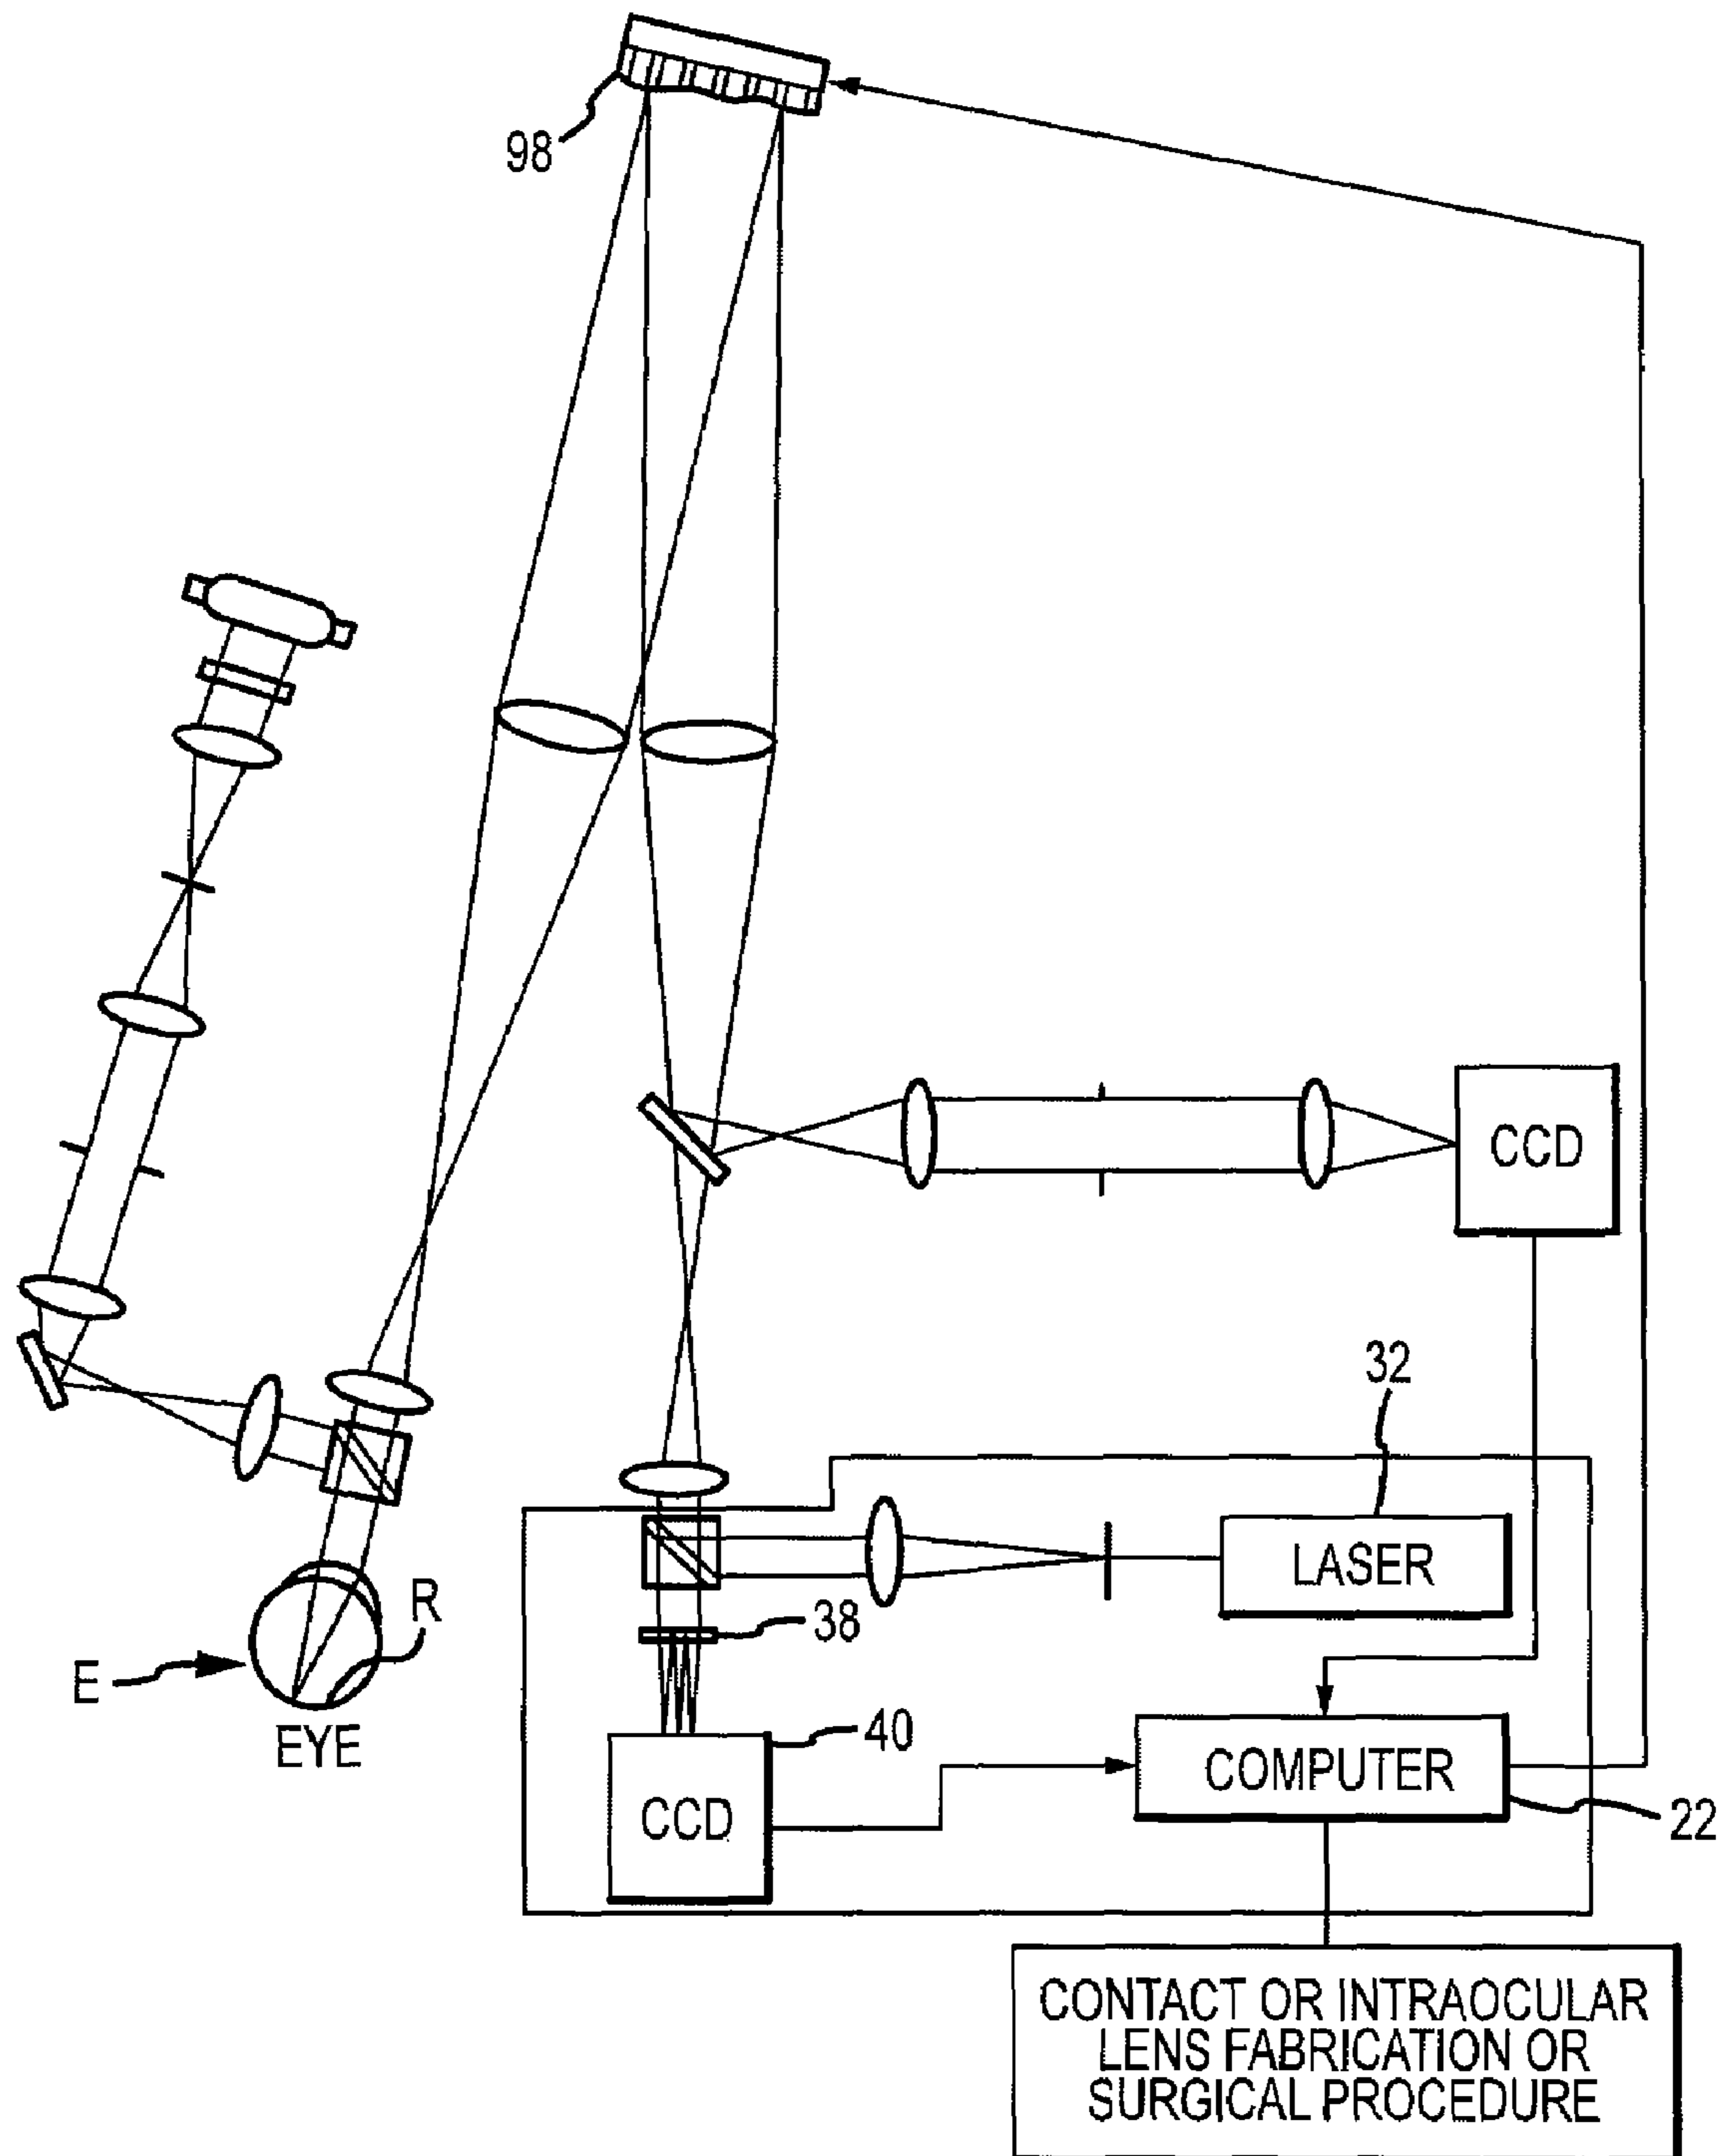 98
CCD
32
LASER
38
R
E
EYE
40
CCD
COMPUTER
22
CONTACT OR INTRAOCULAR
LENS FABRICATION OR
SURGICAL PROCEDURE